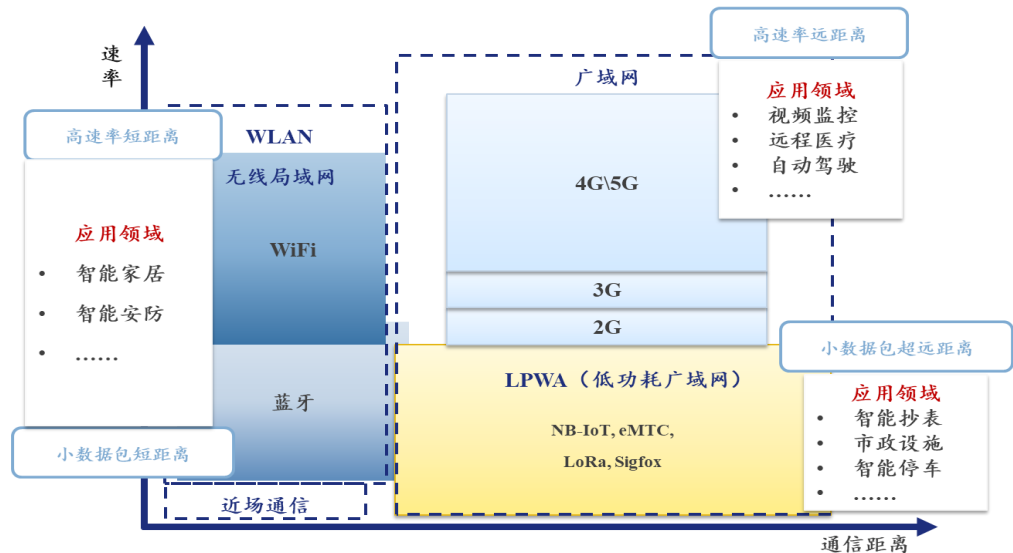 速
率
高速率短距离
应用领域
• 智能家居
• 智能安防
• ……
小数据包短距离
WLAN
无线局域网
WiFi
蓝牙
近场通信
广域网
4G\5G
3G
2G
LPWA（低功耗广域网）
NB-IoT, eMTC,
LoRa, Sigfox
高速率远距离
应用领域
• 视频监控
• 远程医疗
• 自动驾驶
• ……
小数据包超远距离
应用领域
• 智能抄表
• 市政设施
• 智能停车
• ……
通信距离